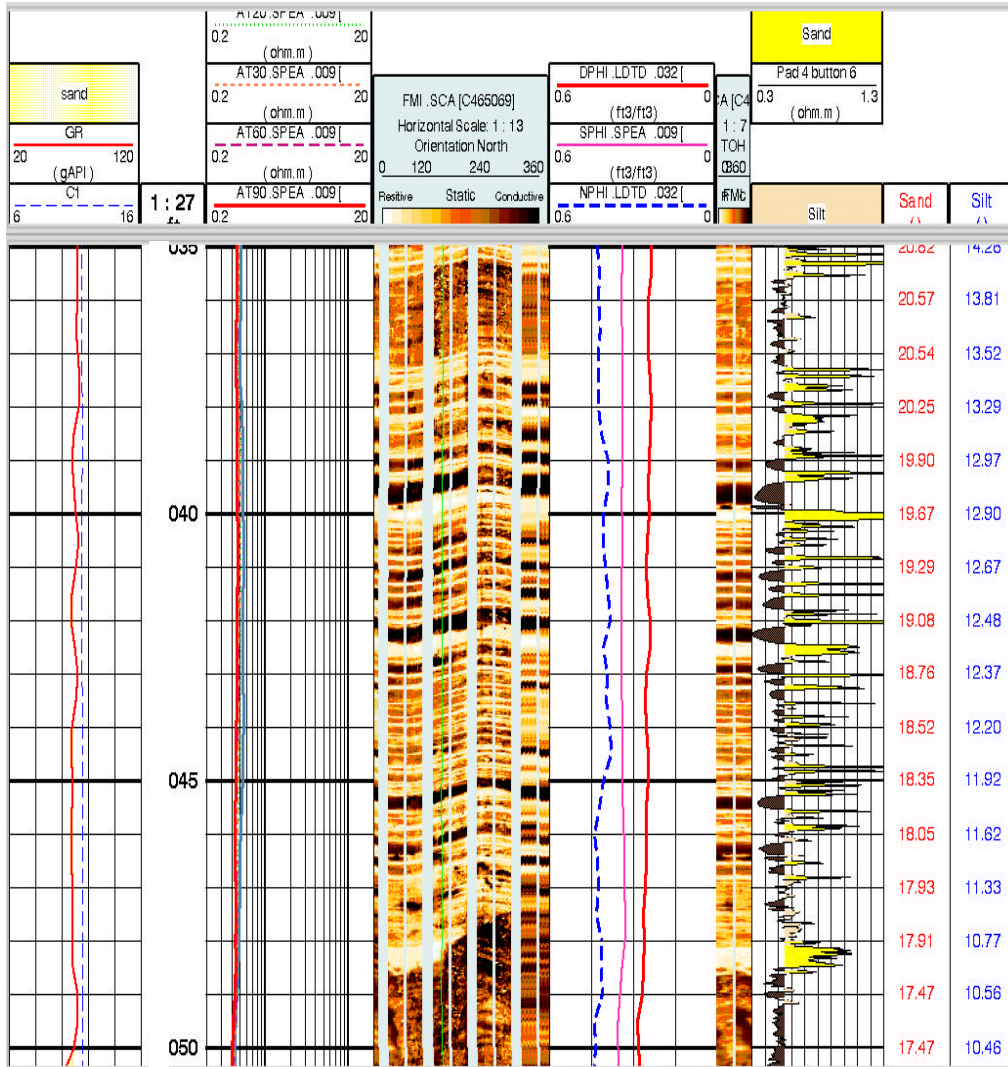 sand
GR
20 120
(gAPI)
C1
6 16
1 : 27
ft
AT20 .SPEA .009 [
0.2 20
(ohm.m)
AT30 .SPEA .009 [
0.2 20
(ohm.m)
AT60 .SPEA .009 [
0.2 20
(ohm.m)
AT90 .SPEA .009 [
0.2 20
FMI .SCA [C465069]
Horizontal Scale: 1 : 13
Orientation North
0 120 240 360
Resitive Static Conductive
DPHI .LDTD .032 [
0.6 0
(ft3/ft3)
SPHI .SPEA .009 [
0.6 0
(ft3/ft3)
NPHI .LDTD .032 [
0.6 0
CA [C4
1 : 7
TOH
360
FMI
Sand
Pad 4 button 6
0.3 1.3
(ohm.m)
Silt
Sand
()
Silt
()
035 20.82 14.26
20.57 13.81
20.54 13.52
20.25 13.29
19.90 12.97
040 19.67 12.90
19.29 12.67
19.08 12.48
18.76 12.37
18.52 12.20
045 18.35 11.92
18.05 11.62
17.93 11.33
17.91 10.77
17.47 10.56
050 17.47 10.46